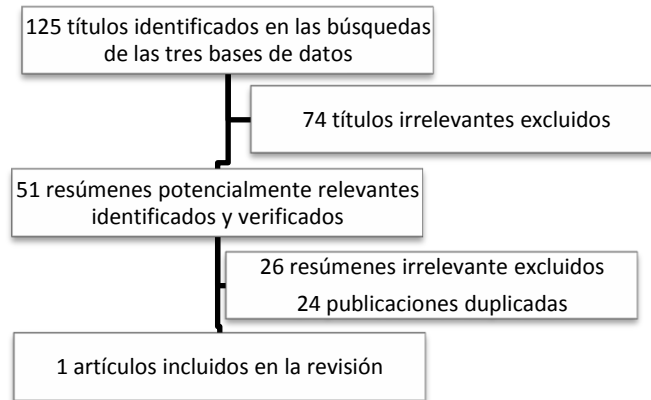 125 títulos identificados en las búsquedas
de las tres bases de datos
74 títulos irrelevantes excluidos
51 resúmenes potencialmente relevantes
identificados y verificados
26 resúmenes irrelevante excluidos
24 publicaciones duplicadas
1 artículos incluidos en la revisión